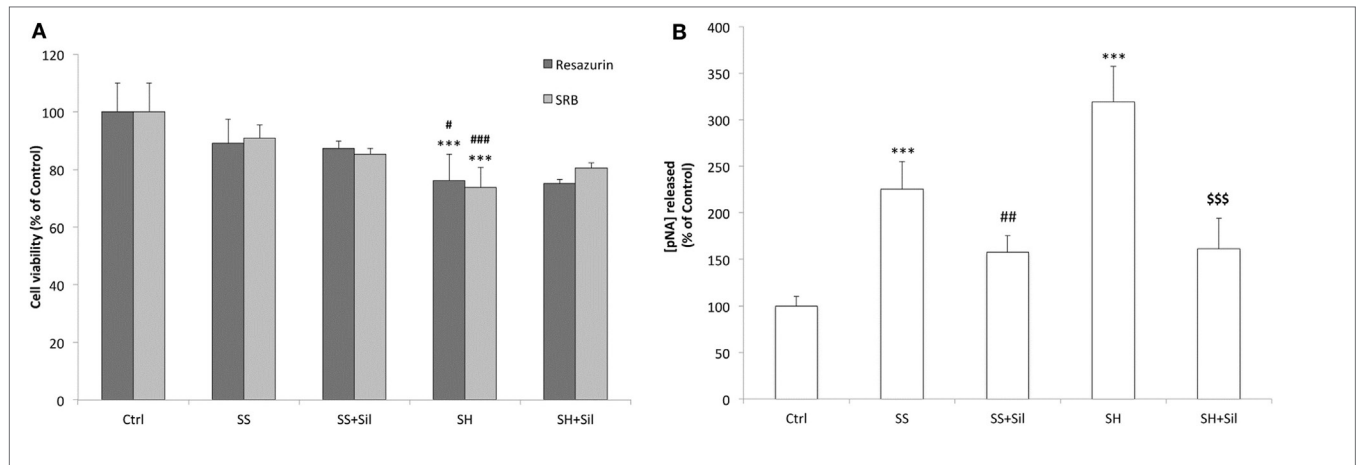 A
Cell viability (% of Control)
120
100
80
60
40
20
0
Resazurin
SRB
#
***
###
***
Ctrl
SS
SS+Sil
SH
SH+Sil
B
[pNA] released
(% of Control)
400
350
300
250
200
150
100
50
0
***
##
***
$$$
Ctrl
SS
SS+Sil
SH
SH+Sil